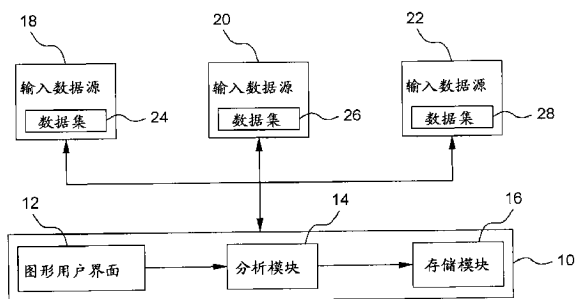 18
20
22
输入数据源
输入数据源
输入数据源
数据集
24
数据集
26
数据集
28
12
14
16
图形用户界面
分析模块
存储模块
10